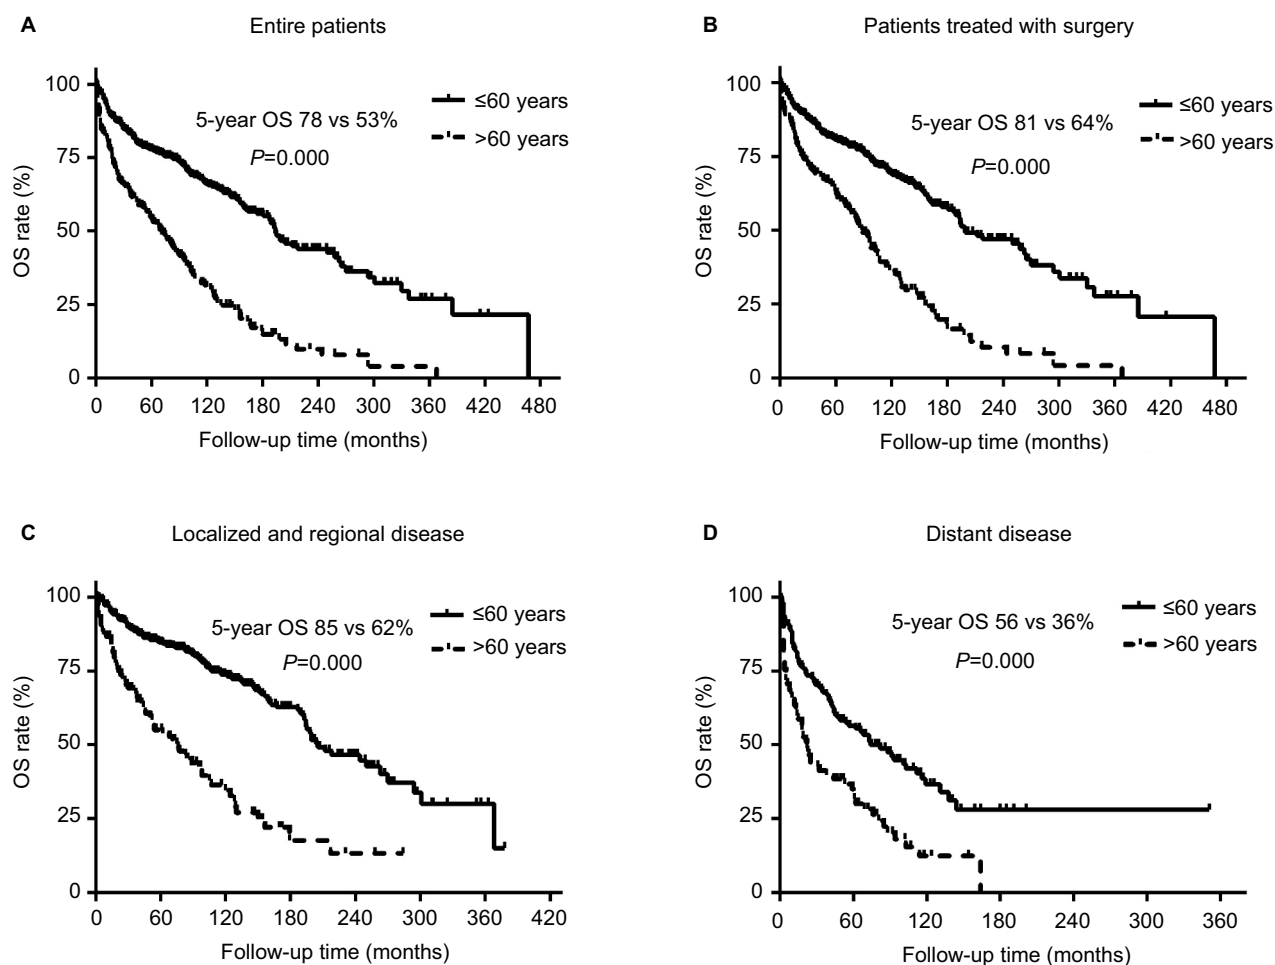 A
Entire patients
100
75
50
25
0
OS rate (%)
5-year OS 78 vs 53%
P=0.000
≤60 years
>60 years
0 60 120 180 240 300 360 420 480
Follow-up time (months)
B
Patients treated with surgery
100
75
50
25
0
OS rate (%)
5-year OS 81 vs 64%
P=0.000
≤60 years
>60 years
0 60 120 180 240 300 360 420 480
Follow-up time (months)
C
Localized and regional disease
100
75
50
25
0
OS rate (%)
5-year OS 85 vs 62%
P=0.000
≤60 years
>60 years
0 60 120 180 240 300 360 420
Follow-up time (months)
D
Distant disease
100
75
50
25
0
OS rate (%)
5-year OS 56 vs 36%
P=0.000
≤60 years
>60 years
0 60 120 180 240 300 360
Follow-up time (months)